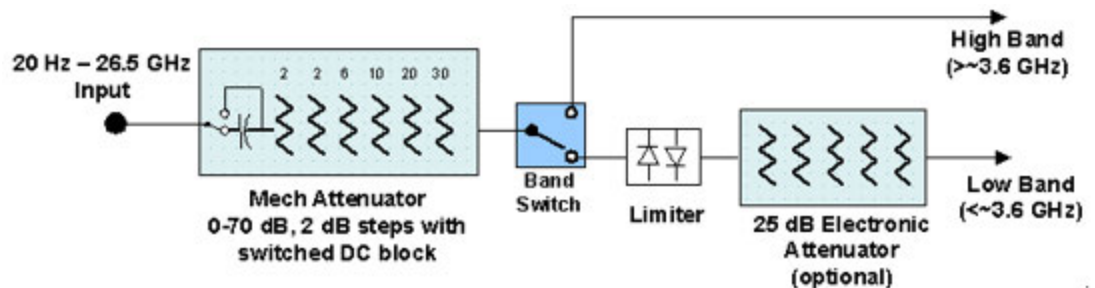 20 Hz – 26.5 GHz
Input
2 2 6 10 20 30
Mech Attenuator
0-70 dB, 2 dB steps with
switched DC block
Band
Switch
Limiter
25 dB Electronic
Attenuator
(optional)
High Band
(>~3.6 GHz)
Low Band
(<~3.6 GHz)